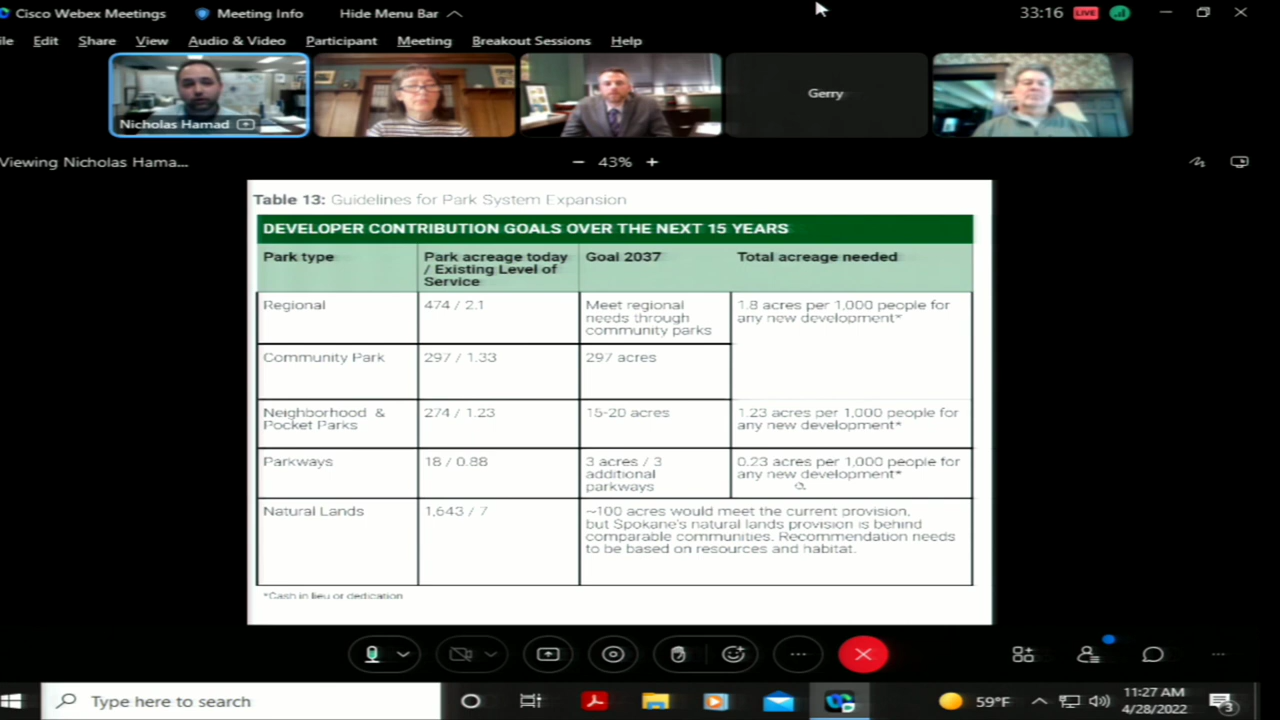 Cisco Webex Meetings Meeting Info Hide Menu Bar 33:16 LIVE
ile Edit Share View Audio & Video Participant Meeting Breakout Sessions Help
Nicholas Hamad
Gerry
Viewing Nicholas Hama... 43%
Table 13: Guidelines for Park System Expansion
DEVELOPER CONTRIBUTION GOALS OVER THE NEXT 15 YEARS
Park type
Park acreage today
/ Existing Level of
Service
Goal 2037
Total acreage needed
Regional
474 / 2.1
Meet regional
needs through
community parks
1.8 acres per 1,000 people for
any new development*
Community Park
297 / 1.33
297 acres
Neighborhood &
Pocket Parks
274 / 1.23
15-20 acres
1.23 acres per 1,000 people for
any new development*
Parkways
18 / 0.88
3 acres / 3
additional
parkways
0.23 acres per 1,000 people for
any new development*
Natural Lands
1,643 / 7
~100 acres would meet the current provision,
but Spokane's natural lands provision is behind
comparable communities. Recommendation needs
to be based on resources and habitat.
*Cash in lieu or dedication
Type here to search
59°F
11:27 AM
4/28/2022
3